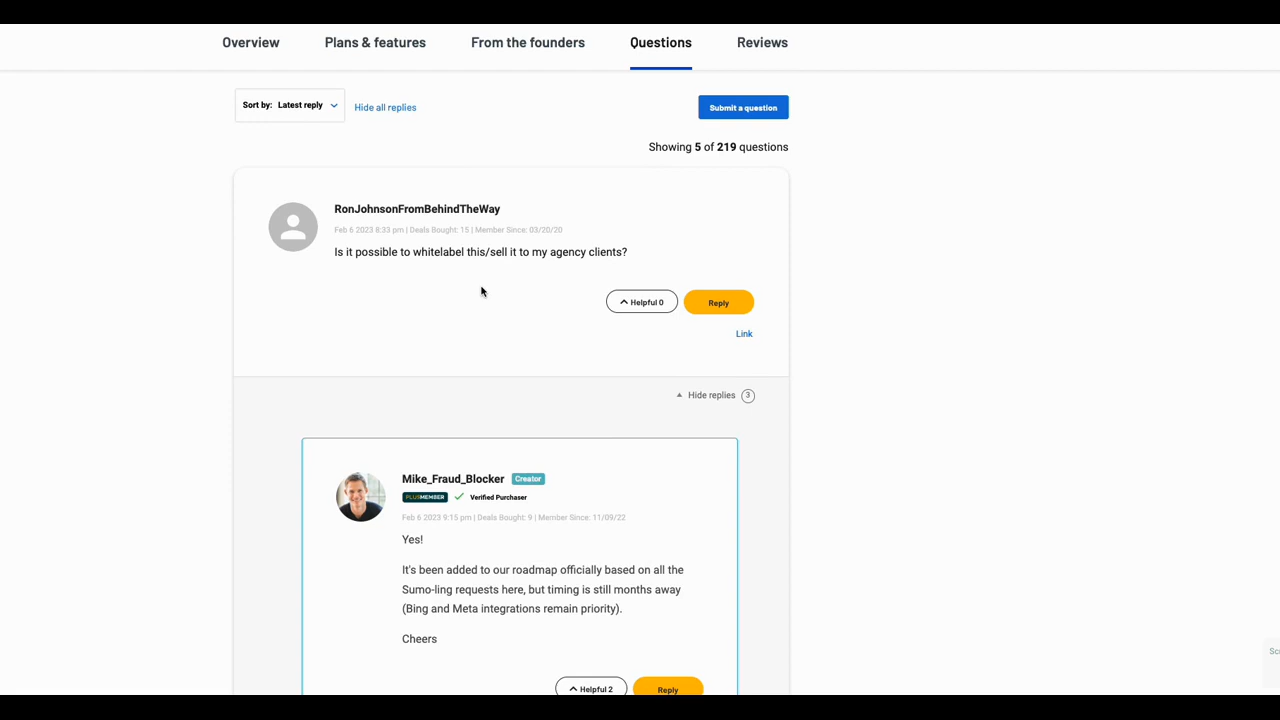 Overview Plans & features From the founders Questions Reviews
Sort by: Latest reply Hide all replies Submit a question
Showing 5 of 219 questions
RonJohnsonFromBehindTheWay
Feb 6 2023 8:33 pm | Deals Bought: 15 | Member Since: 03/20/20
Is it possible to whitelabel this/sell it to my agency clients?
Helpful 0 Reply
Link
Hide replies 3
Mike_Fraud_Blocker Creator
PLUSMEMBER Verified Purchaser
Feb 6 2023 9:15 pm | Deals Bought: 9 | Member Since: 11/09/22
Yes!
It's been added to our roadmap officially based on all the
Sumo-ling requests here, but timing is still months away
(Bing and Meta integrations remain priority).
Cheers
Helpful 2 Reply